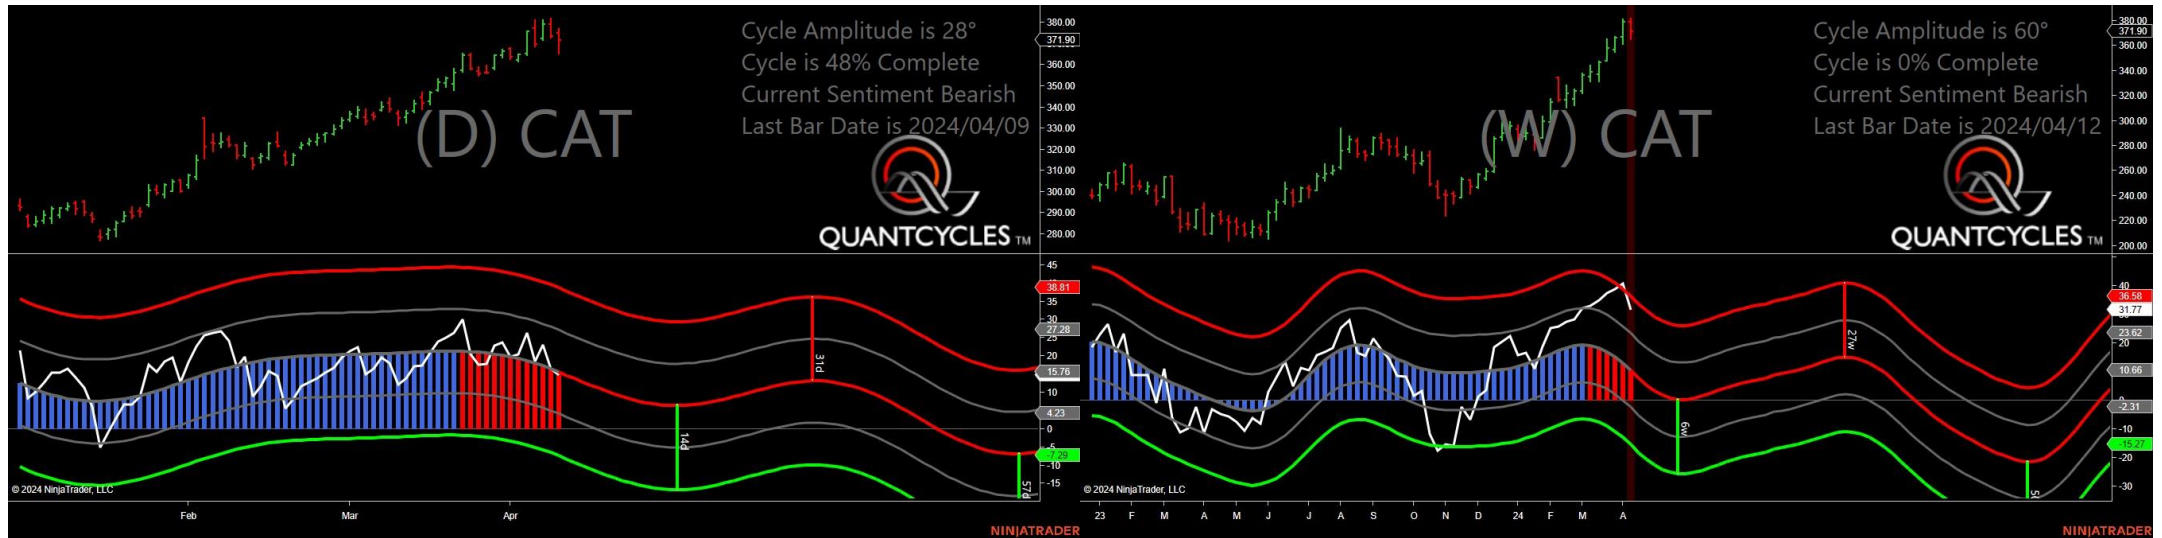 Cycle Amplitude is 28°
Cycle is 48% Complete
Current Sentiment Bearish
Last Bar Date is 2024/04/09
(D) CAT
QUANTCYCLES TM
380.00
371.90
360.00
350.00
340.00
330.00
320.00
310.00
300.00
290.00
280.00
45
38.81
35
30
27.28
20
15.76
10
4.23
0
-5
-7.29
-10
-15
31d
14d
57d
© 2024 NinjaTrader, LLC
Feb Mar Apr
NINJATRADER
Cycle Amplitude is 60°
Cycle is 0% Complete
Current Sentiment Bearish
Last Bar Date is 2024/04/12
(W) CAT
QUANTCYCLES TM
380.00
371.90
360.00
340.00
320.00
300.00
280.00
260.00
240.00
220.00
200.00
40
36.58
31.77
23.62
20
10.66
-2.31
-10
-15.27
-20
-30
27w
6w
© 2024 NinjaTrader, LLC
23 F M A M J J A S O N D 24 F M A
NINJATRADER